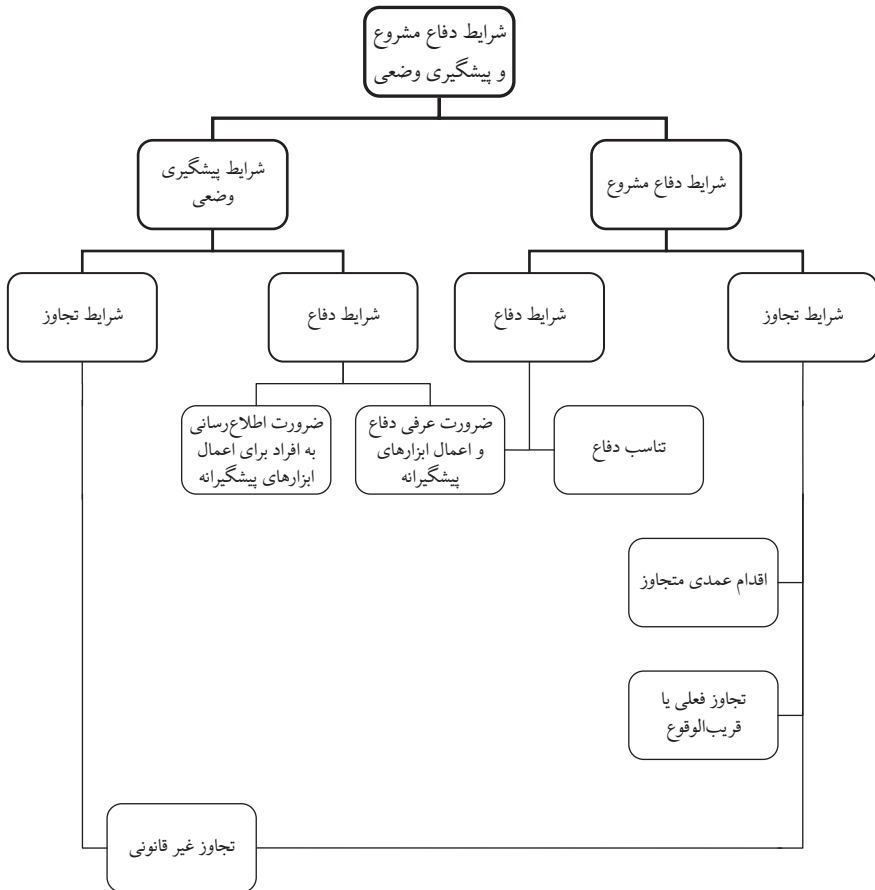 شرایط دفاع مشروع
و پیشگیری وضعی
شرایط دفاع مشروع
شرایط پیشگیری
وضعی
شرایط تجاوز
شرایط دفاع
شرایط دفاع
شرایط تجاوز
تناسب دفاع
ضرورت عرفی دفاع
و اعمال ابزارهای
پیشگیرانه
ضرورت اطلاع‌رسانی
به افراد برای اعمال
ابزارهای پیشگیرانه
اقدام عمدی متجاوز
تجاوز فعلی یا
قریب‌الوقوع
تجاوز غیر قانونی